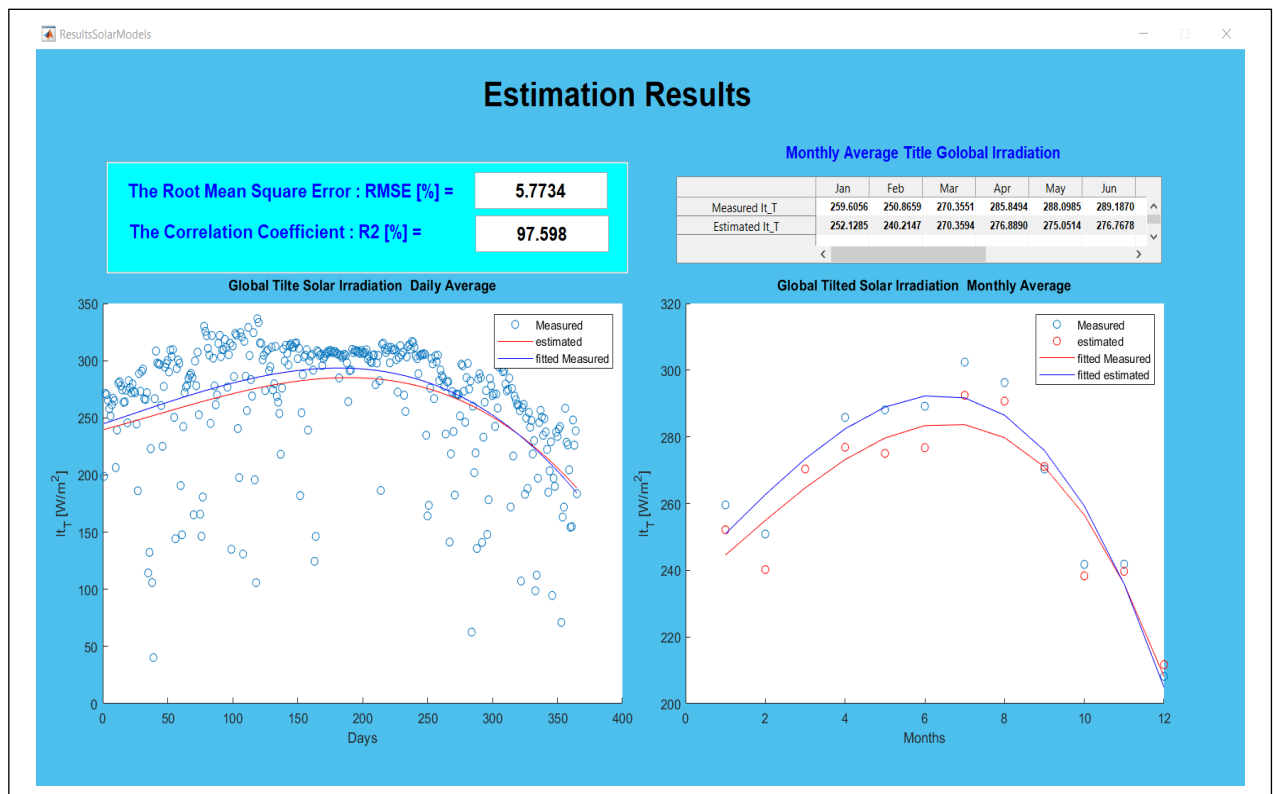 ResultsSolarModels
Estimation Results
The Root Mean Square Error : RMSE [%] = 5.7734
The Correlation Coefficient : R2 [%] = 97.598
Monthly Average Title Golobal Irradiation
Jan Feb Mar Apr May Jun
Measured It_T 259.6056 250.8659 270.3551 285.8494 288.0985 289.1870
Estimated It_T 252.1285 240.2147 270.3594 276.8890 275.0514 276.7678
Global Tilte Solar Irradiation Daily Average
350
300
250
200
150
100
50
0
It_T [W/m^2]
0 50 100 150 200 250 300 350 400
Days
Measured
estimated
fitted Measured
Global Tilted Solar Irradiation Monthly Average
320
300
280
260
240
220
200
It_T [W/m^2]
0 2 4 6 8 10 12
Months
Measured
estimated
fitted Measured
fitted estimated